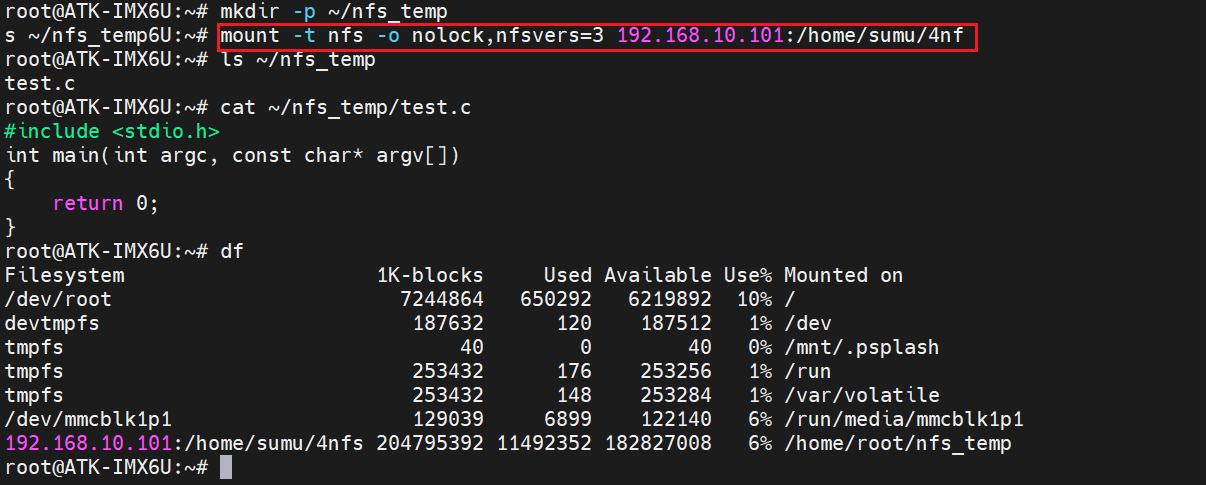 root@ATK-IMX6U:~# mkdir -p ~/nfs_temp
s ~/nfs_temp6U:~# mount -t nfs -o nolock,nfsvers=3 192.168.10.101:/home/sumu/4nf
root@ATK-IMX6U:~# ls ~/nfs_temp
test.c
root@ATK-IMX6U:~# cat ~/nfs_temp/test.c
#include <stdio.h>
int main(int argc, const char* argv[])
{
    return 0;
}
root@ATK-IMX6U:~# df
Filesystem                     1K-blocks     Used Available Use% Mounted on
/dev/root                        7244864   650292   6219892  10% /
devtmpfs                          187632      120    187512   1% /dev
tmpfs                                 40        0        40   0% /mnt/.psplash
tmpfs                             253432      176    253256   1% /run
tmpfs                             253432      148    253284   1% /var/volatile
/dev/mmcblk1p1                    129039     6899    122140   6% /run/media/mmcblk1p1
192.168.10.101:/home/sumu/4nfs 204795392 11492352 182827008   6% /home/root/nfs_temp
root@ATK-IMX6U:~#